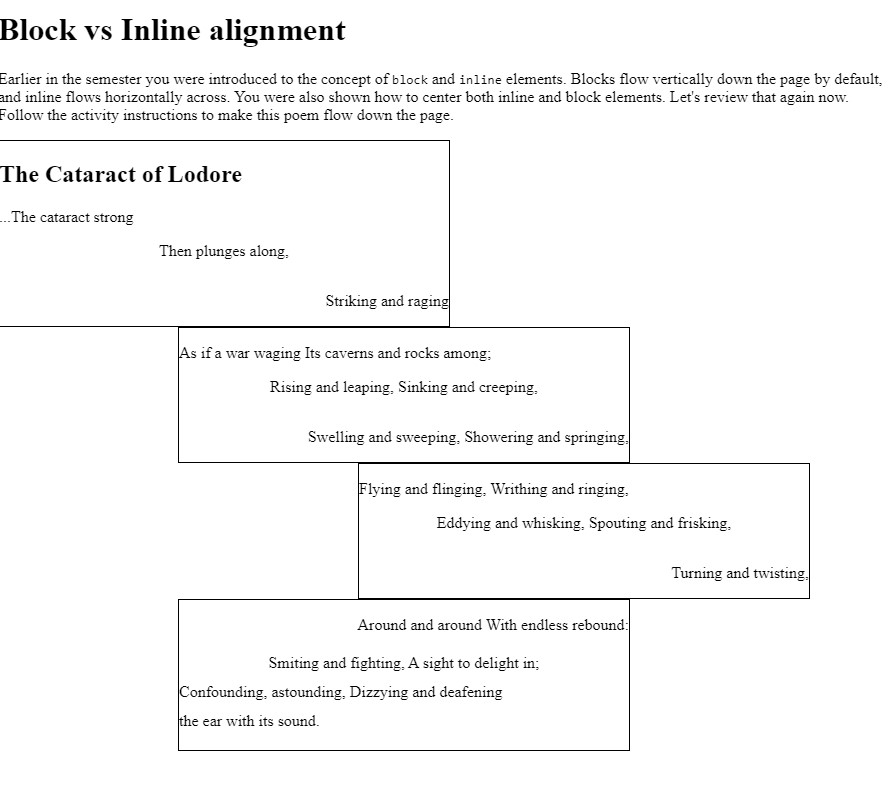 Block vs Inline alignment
Earlier in the semester you were introduced to the concept of block and inline elements. Blocks flow vertically down the page by default,
and inline flows horizontally across. You were also shown how to center both inline and block elements. Let's review that again now.
Follow the activity instructions to make this poem flow down the page.
The Cataract of Lodore
...The cataract strong
Then plunges along,
Striking and raging
As if a war waging Its caverns and rocks among;
Rising and leaping, Sinking and creeping,
Swelling and sweeping, Showering and springing,
Flying and flinging, Writhing and ringing,
Eddying and whisking, Spouting and frisking,
Turning and twisting,
Around and around With endless rebound:
Smiting and fighting, A sight to delight in;
Confounding, astounding, Dizzying and deafening
the ear with its sound.